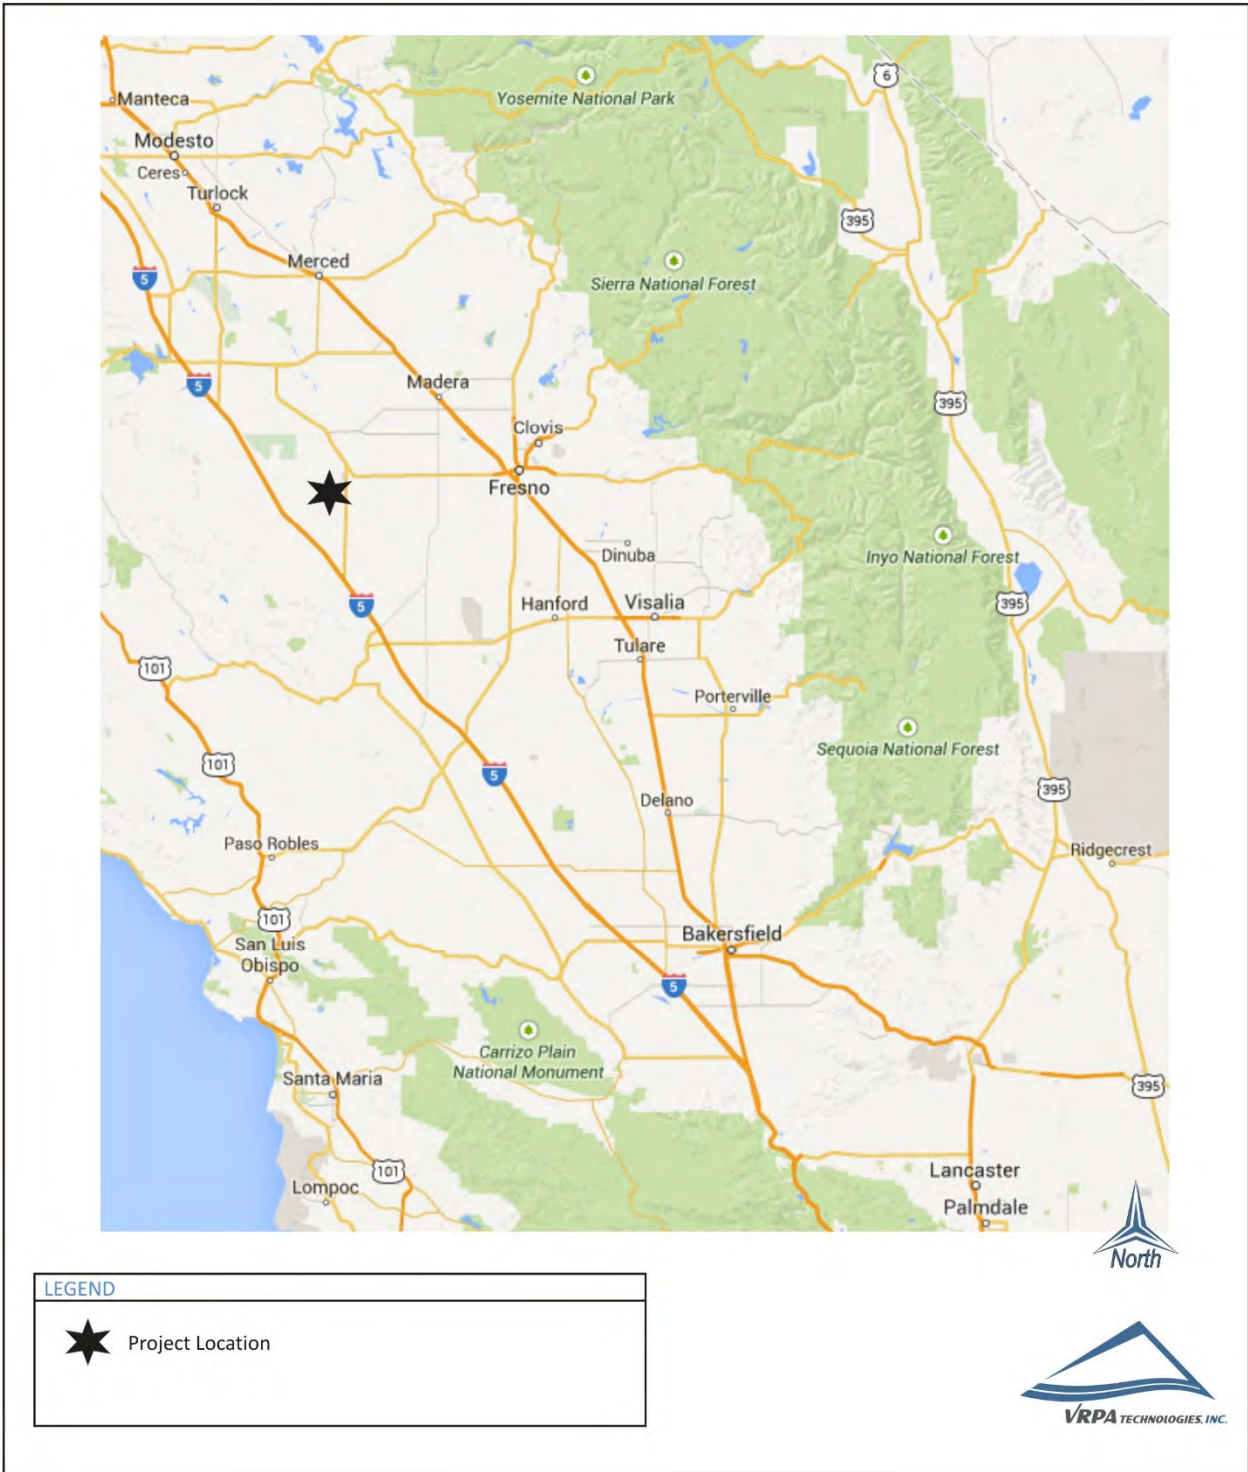 Yosemite National Park
6
Manteca
Modesto
Ceres
Turlock
395
Merced
5
Sierra National Forest
5
Madera
395
Clovis
Fresno
Dinuba
Inyo National Forest
5
Hanford
Visalia
395
Tulare
101
Porterville
101
Sequoia National Forest
5
395
Delano
Paso Robles
Ridgecrest
101
San Luis
Obispo
Bakersfield
5
Carrizo Plain
National Monument
Santa Maria
395
101
Lancaster
Lompoc
Palmdale
North
LEGEND
Project Location
VRPA TECHNOLOGIES, INC.